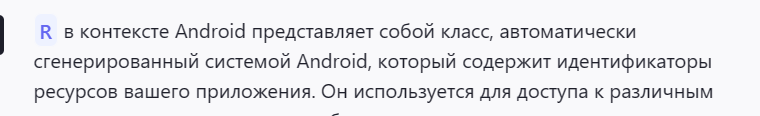 R в контексте Android представляет собой класс, автоматически
сгенерированный системой Android, который содержит идентификаторы
ресурсов вашего приложения. Он используется для доступа к различным